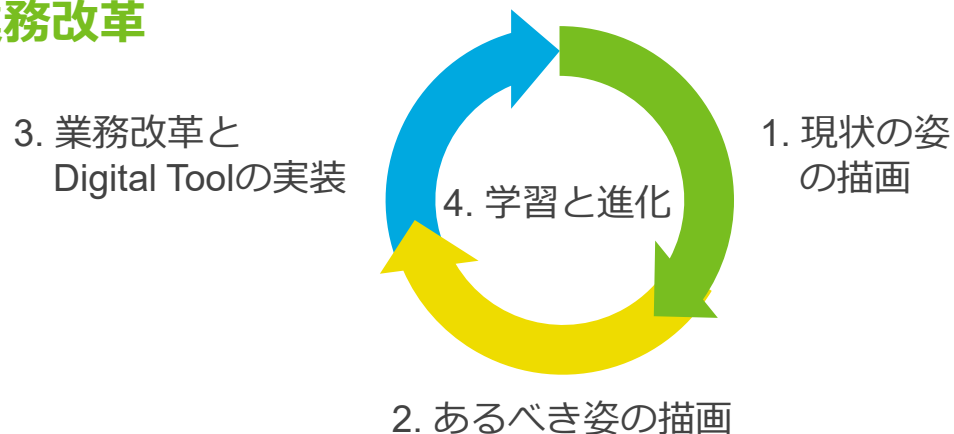 務改革
1. 現状の姿
の描画
2. あるべき姿の描画
3. 業務改革と
Digital Toolの実装
4. 学習と進化